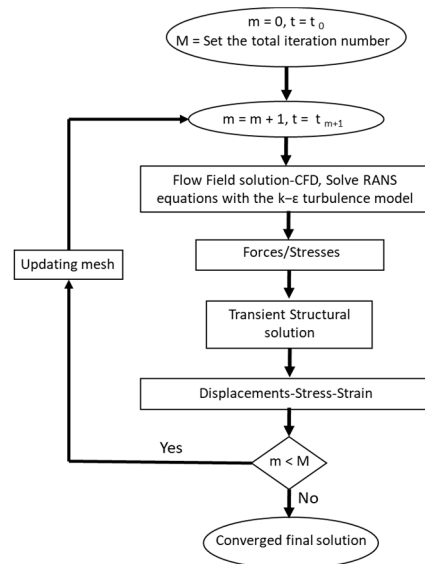 m = 0, t = t₀
M = Set the total iteration number
m = m + 1, t = t ₘ₊₁
Flow Field solution-CFD, Solve RANS
equations with the k–ε turbulence model
Forces/Stresses
Updating mesh
Transient Structural
solution
Displacements-Stress-Strain
Yes
m < M
No
Converged final solution